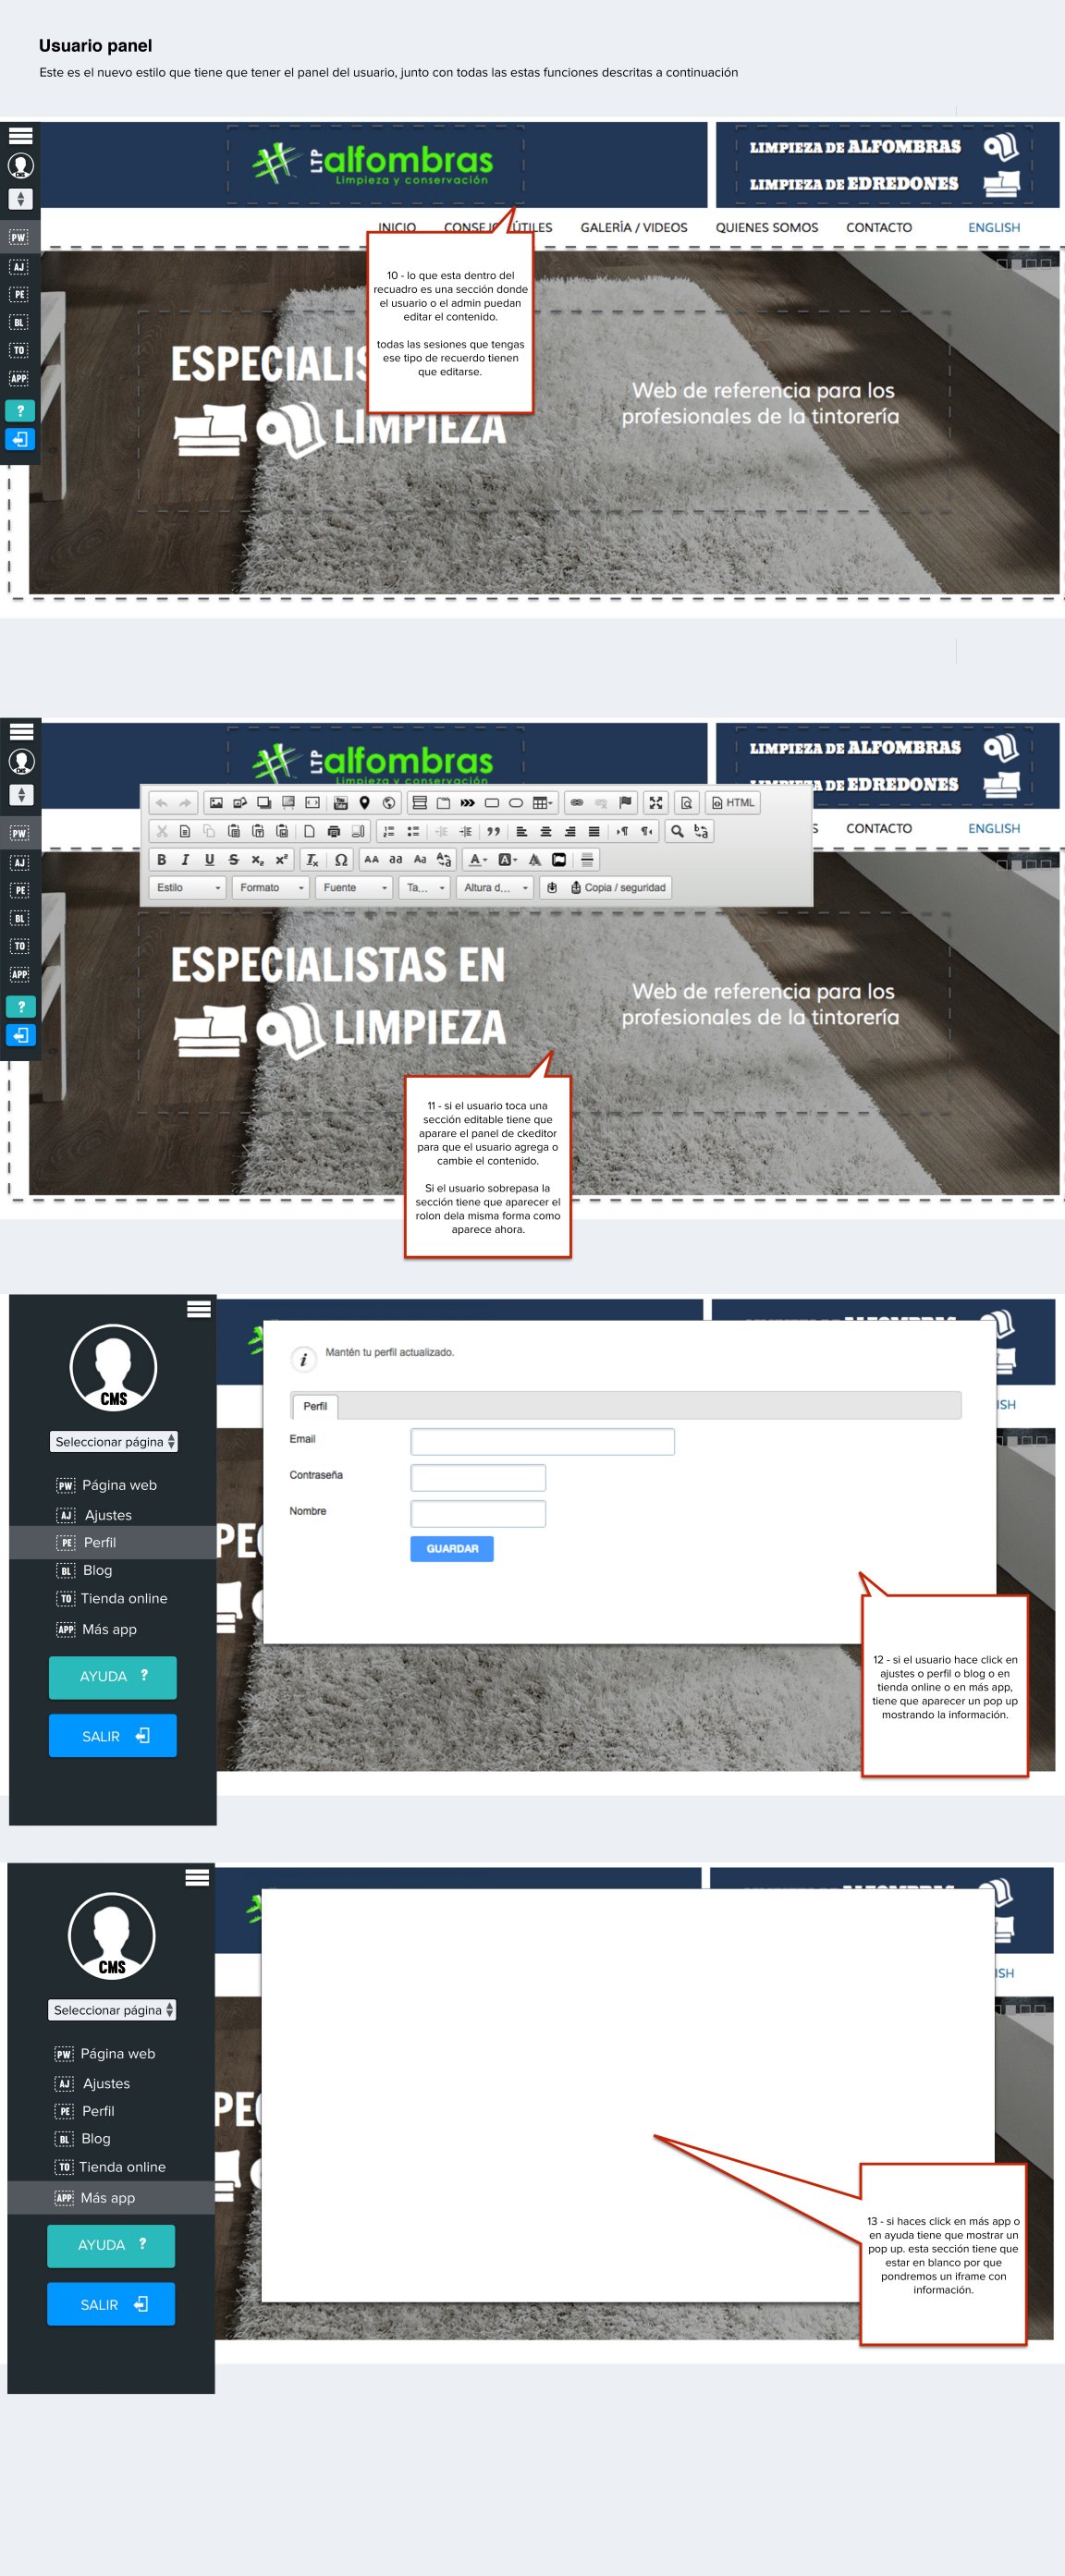 Usuario panel
Este es el nuevo estilo que tiene que tener el panel del usuario, junto con todas las estas funciones descritas a continuación
LTP alfombras
Limpieza y conservación
LIMPIEZA DE ALFOMBRAS
LIMPIEZA DE EDREDONES
INICIO CONSEJO ÚTILES GALERÌA / VIDEOS QUIENES SOMOS CONTACTO ENGLISH
CMS
PW
AJ
PE
BL
TO
APP
?
10 - lo que esta dentro del
recuadro es una sección donde
el usuario o el admin puedan
editar el contenido.
todas las sesiones que tengas
ese tipo de recuerdo tienen
que editarse.
ESPECIALIS
LIMPIEZA
Web de referencia para los
profesionales de la tintorería
LTP alfombras
Limpieza y conservación
LIMPIEZA DE ALFOMBRAS
LIMPIEZA DE EDREDONES
S CONTACTO ENGLISH
CMS
PW
AJ
PE
BL
TO
APP
?
HTML
B I U S x₂ x² Tx Ω AA aa Aa A A A
Estilo Formato Fuente Ta... Altura d... Copia / seguridad
ESPECIALISTAS EN
LIMPIEZA
Web de referencia para los
profesionales de la tintorería
11 - si el usuario toca una
sección editable tiene que
aparare el panel de ckeditor
para que el usuario agrega o
cambie el contenido.
Si el usuario sobrepasa la
sección tiene que aparecer el
rolon dela misma forma como
aparece ahora.
CMS
Seleccionar página
PW Página web
AJ Ajustes
PE Perfil
BL Blog
TO Tienda online
APP Más app
AYUDA ?
SALIR
i Mantén tu perfil actualizado.
Perfil
Email
Contraseña
Nombre
GUARDAR
ISH
PE
12 - si el usuario hace click en
ajustes o perfil o blog o en
tienda online o en más app,
tiene que aparecer un pop up
mostrando la información.
CMS
Seleccionar página
PW Página web
AJ Ajustes
PE Perfil
BL Blog
TO Tienda online
APP Más app
AYUDA ?
SALIR
ISH
PE
13 - si haces click en más app o
en ayuda tiene que mostrar un
pop up. esta sección tiene que
estar en blanco por que
pondremos un iframe con
información.